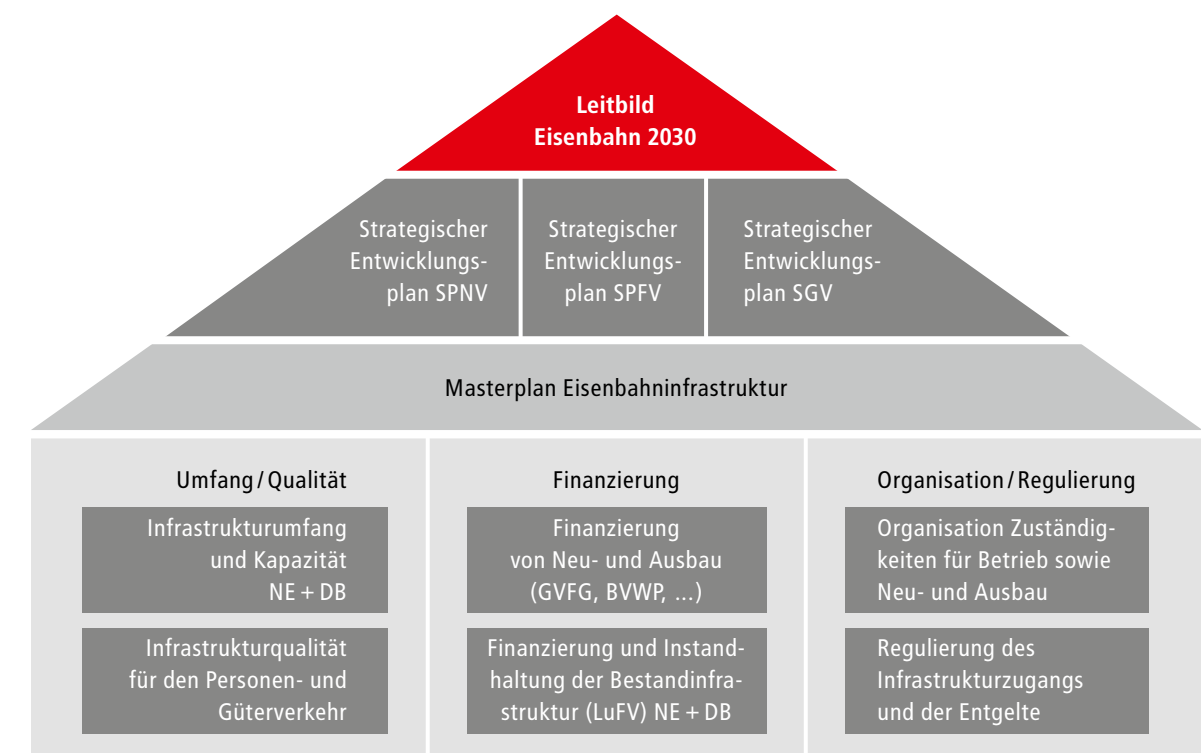 Leitbild
Eisenbahn 2030
Strategischer
Entwicklungs-
plan SPNV
Strategischer
Entwicklungs-
plan SPFV
Strategischer
Entwicklungs-
plan SGV
Masterplan Eisenbahninfrastruktur
Umfang / Qualität
Infrastrukturumfang
und Kapazität
NE + DB
Infrastrukturqualität
für den Personen- und
Güterverkehr
Finanzierung
Finanzierung
von Neu- und Ausbau
(GVFG, BVWP, ...)
Finanzierung und Instand-
haltung der Bestandinfra-
struktur (LuFV) NE + DB
Organisation / Regulierung
Organisation Zuständig-
keiten für Betrieb sowie
Neu- und Ausbau
Regulierung des
Infrastrukturzugangs
und der Entgelte